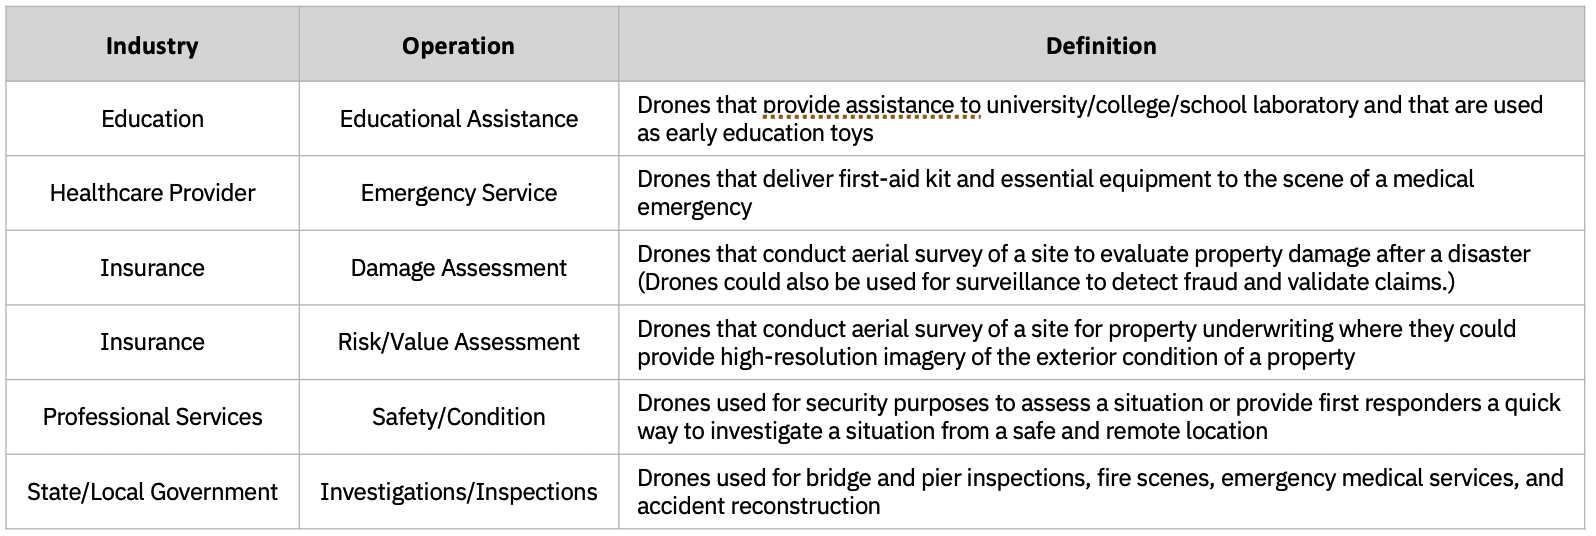 Industry Operation Definition
Education Educational Assistance Drones that provide assistance to university/college/school laboratory and that are used
as early education toys
Healthcare Provider Emergency Service Drones that deliver first-aid kit and essential equipment to the scene of a medical
emergency
Insurance Damage Assessment Drones that conduct aerial survey of a site to evaluate property damage after a disaster
(Drones could also be used for surveillance to detect fraud and validate claims.)
Insurance Risk/Value Assessment Drones that conduct aerial survey of a site for property underwriting where they could
provide high-resolution imagery of the exterior condition of a property
Professional Services Safety/Condition Drones used for security purposes to assess a situation or provide first responders a quick
way to investigate a situation from a safe and remote location
State/Local Government Investigations/Inspections Drones used for bridge and pier inspections, fire scenes, emergency medical services, and
accident reconstruction